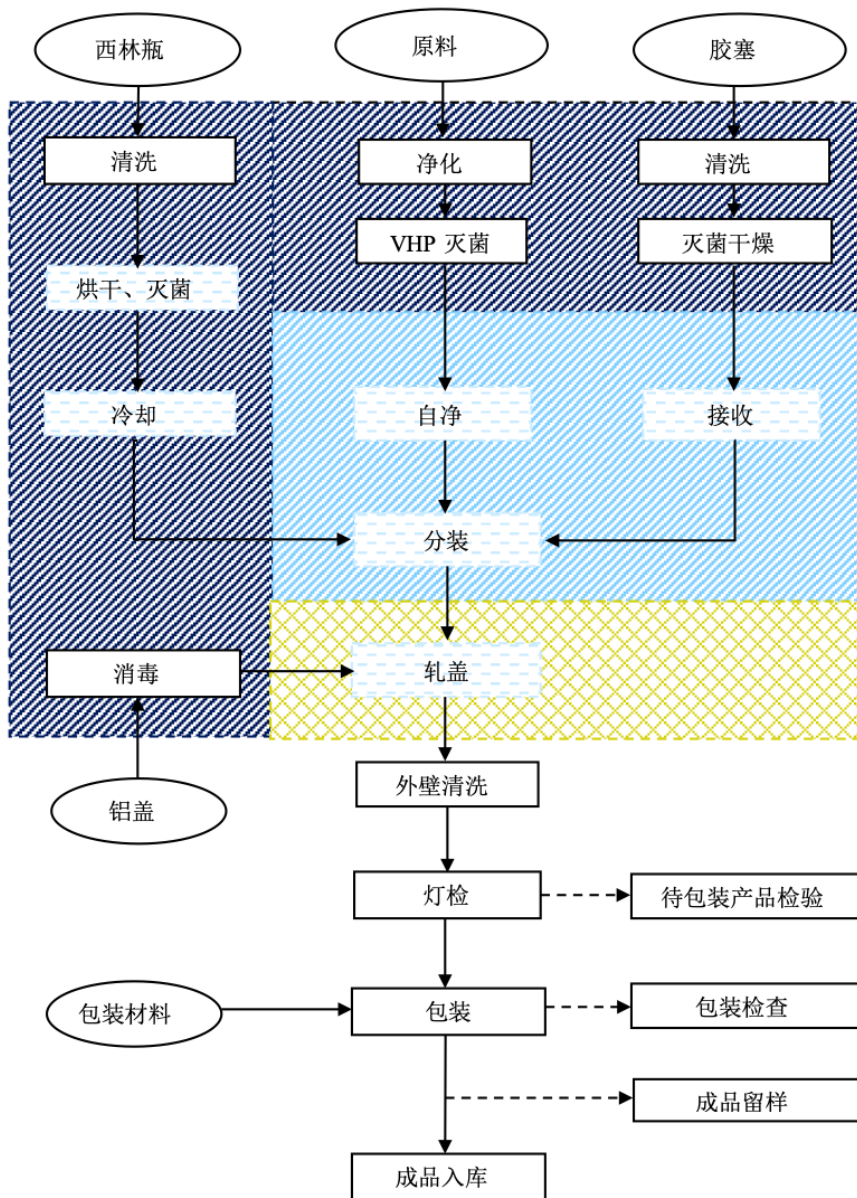 西林瓶
原料
胶塞
清洗
净化
清洗
VHP 灭菌
灭菌干燥
烘干、灭菌
冷却
自净
接收
分装
消毒
轧盖
外壁清洗
铝盖
灯检
待包装产品检验
包装材料
包装
包装检查
成品留样
成品入库